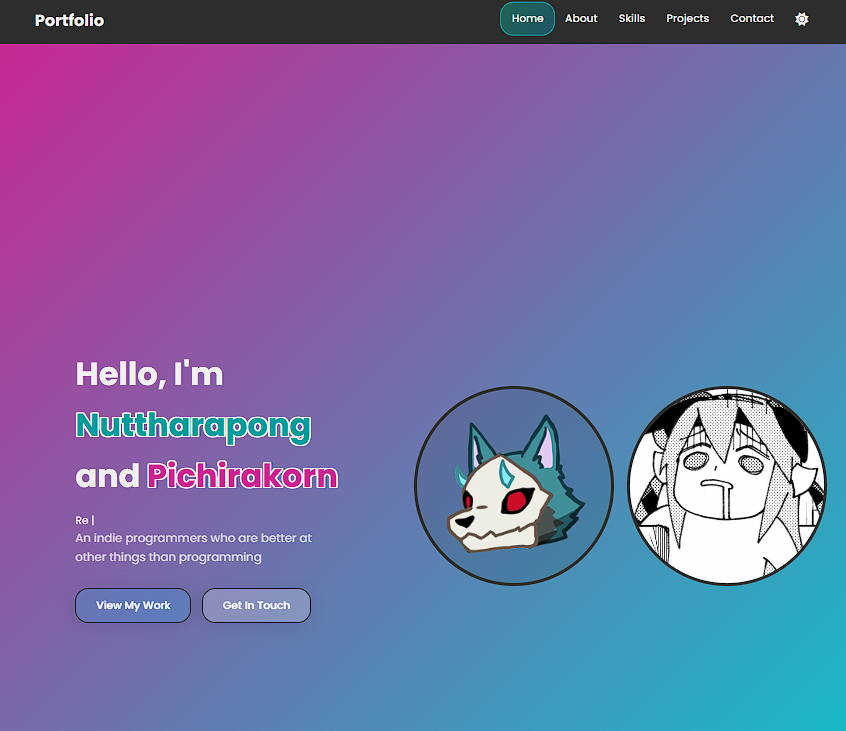 Portfolio
Home About Skills Projects Contact
Hello, I'm
Nuttharapong
and Pichirakorn
Re |
An indie programmers who are better at
other things than programming
View My Work Get In Touch